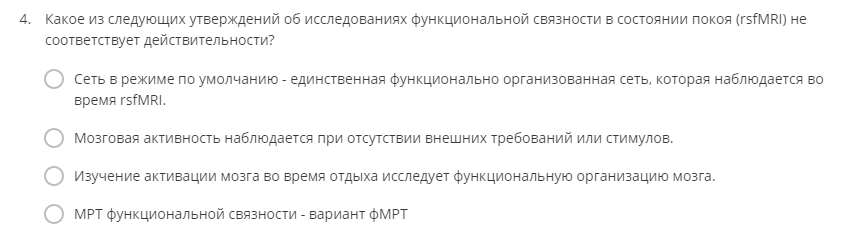 4. Какое из следующих утверждений об исследованиях функциональной связности в состоянии покоя (rsfMRI) не
соответствует действительности?
Сеть в режиме по умолчанию - единственная функционально организованная сеть, которая наблюдается во
время rsfMRI.
Мозговая активность наблюдается при отсутствии внешних требований или стимулов.
Изучение активации мозга во время отдыха исследует функциональную организацию мозга.
МРТ функциональной связности - вариант фМРТ